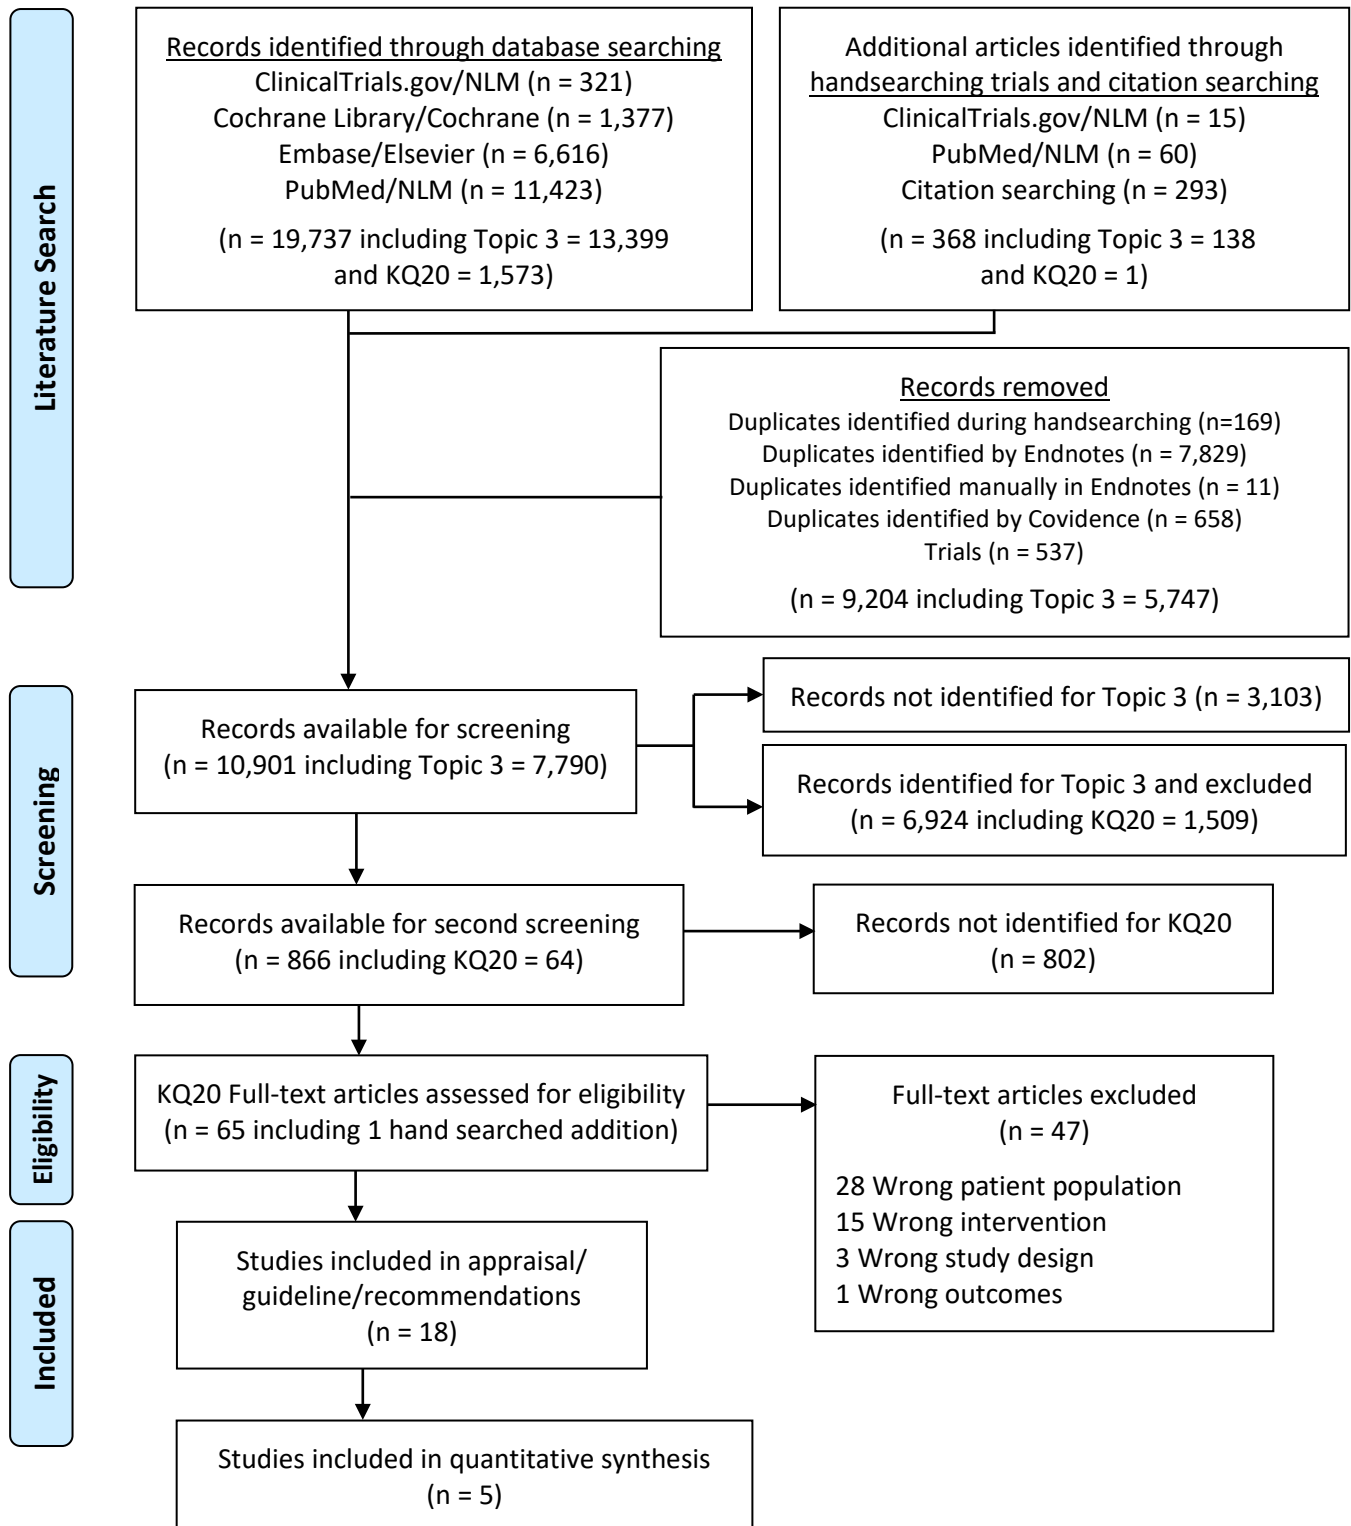 Literature Search
Records identified through database searching
ClinicalTrials.gov/NLM (n = 321)
Cochrane Library/Cochrane (n = 1,377)
Embase/Elsevier (n = 6,616)
PubMed/NLM (n = 11,423)
(n = 19,737 including Topic 3 = 13,399
and KQ20 = 1,573)
Additional articles identified through
handsearching trials and citation searching
ClinicalTrials.gov/NLM (n = 15)
PubMed/NLM (n = 60)
Citation searching (n = 293)
(n = 368 including Topic 3 = 138
and KQ20 = 1)
Records removed
Duplicates identified during handsearching (n=169)
Duplicates identified by Endnotes (n = 7,829)
Duplicates identified manually in Endnotes (n = 11)
Duplicates identified by Covidence (n = 658)
Trials (n = 537)
(n = 9,204 including Topic 3 = 5,747)
Screening
Records available for screening
(n = 10,901 including Topic 3 = 7,790)
Records not identified for Topic 3 (n = 3,103)
Records identified for Topic 3 and excluded
(n = 6,924 including KQ20 = 1,509)
Records available for second screening
(n = 866 including KQ20 = 64)
Records not identified for KQ20
(n = 802)
Eligibility
KQ20 Full-text articles assessed for eligibility
(n = 65 including 1 hand searched addition)
Full-text articles excluded
(n = 47)
28 Wrong patient population
15 Wrong intervention
3 Wrong study design
1 Wrong outcomes
Included
Studies included in appraisal/
guideline/recommendations
(n = 18)
Studies included in quantitative synthesis
(n = 5)